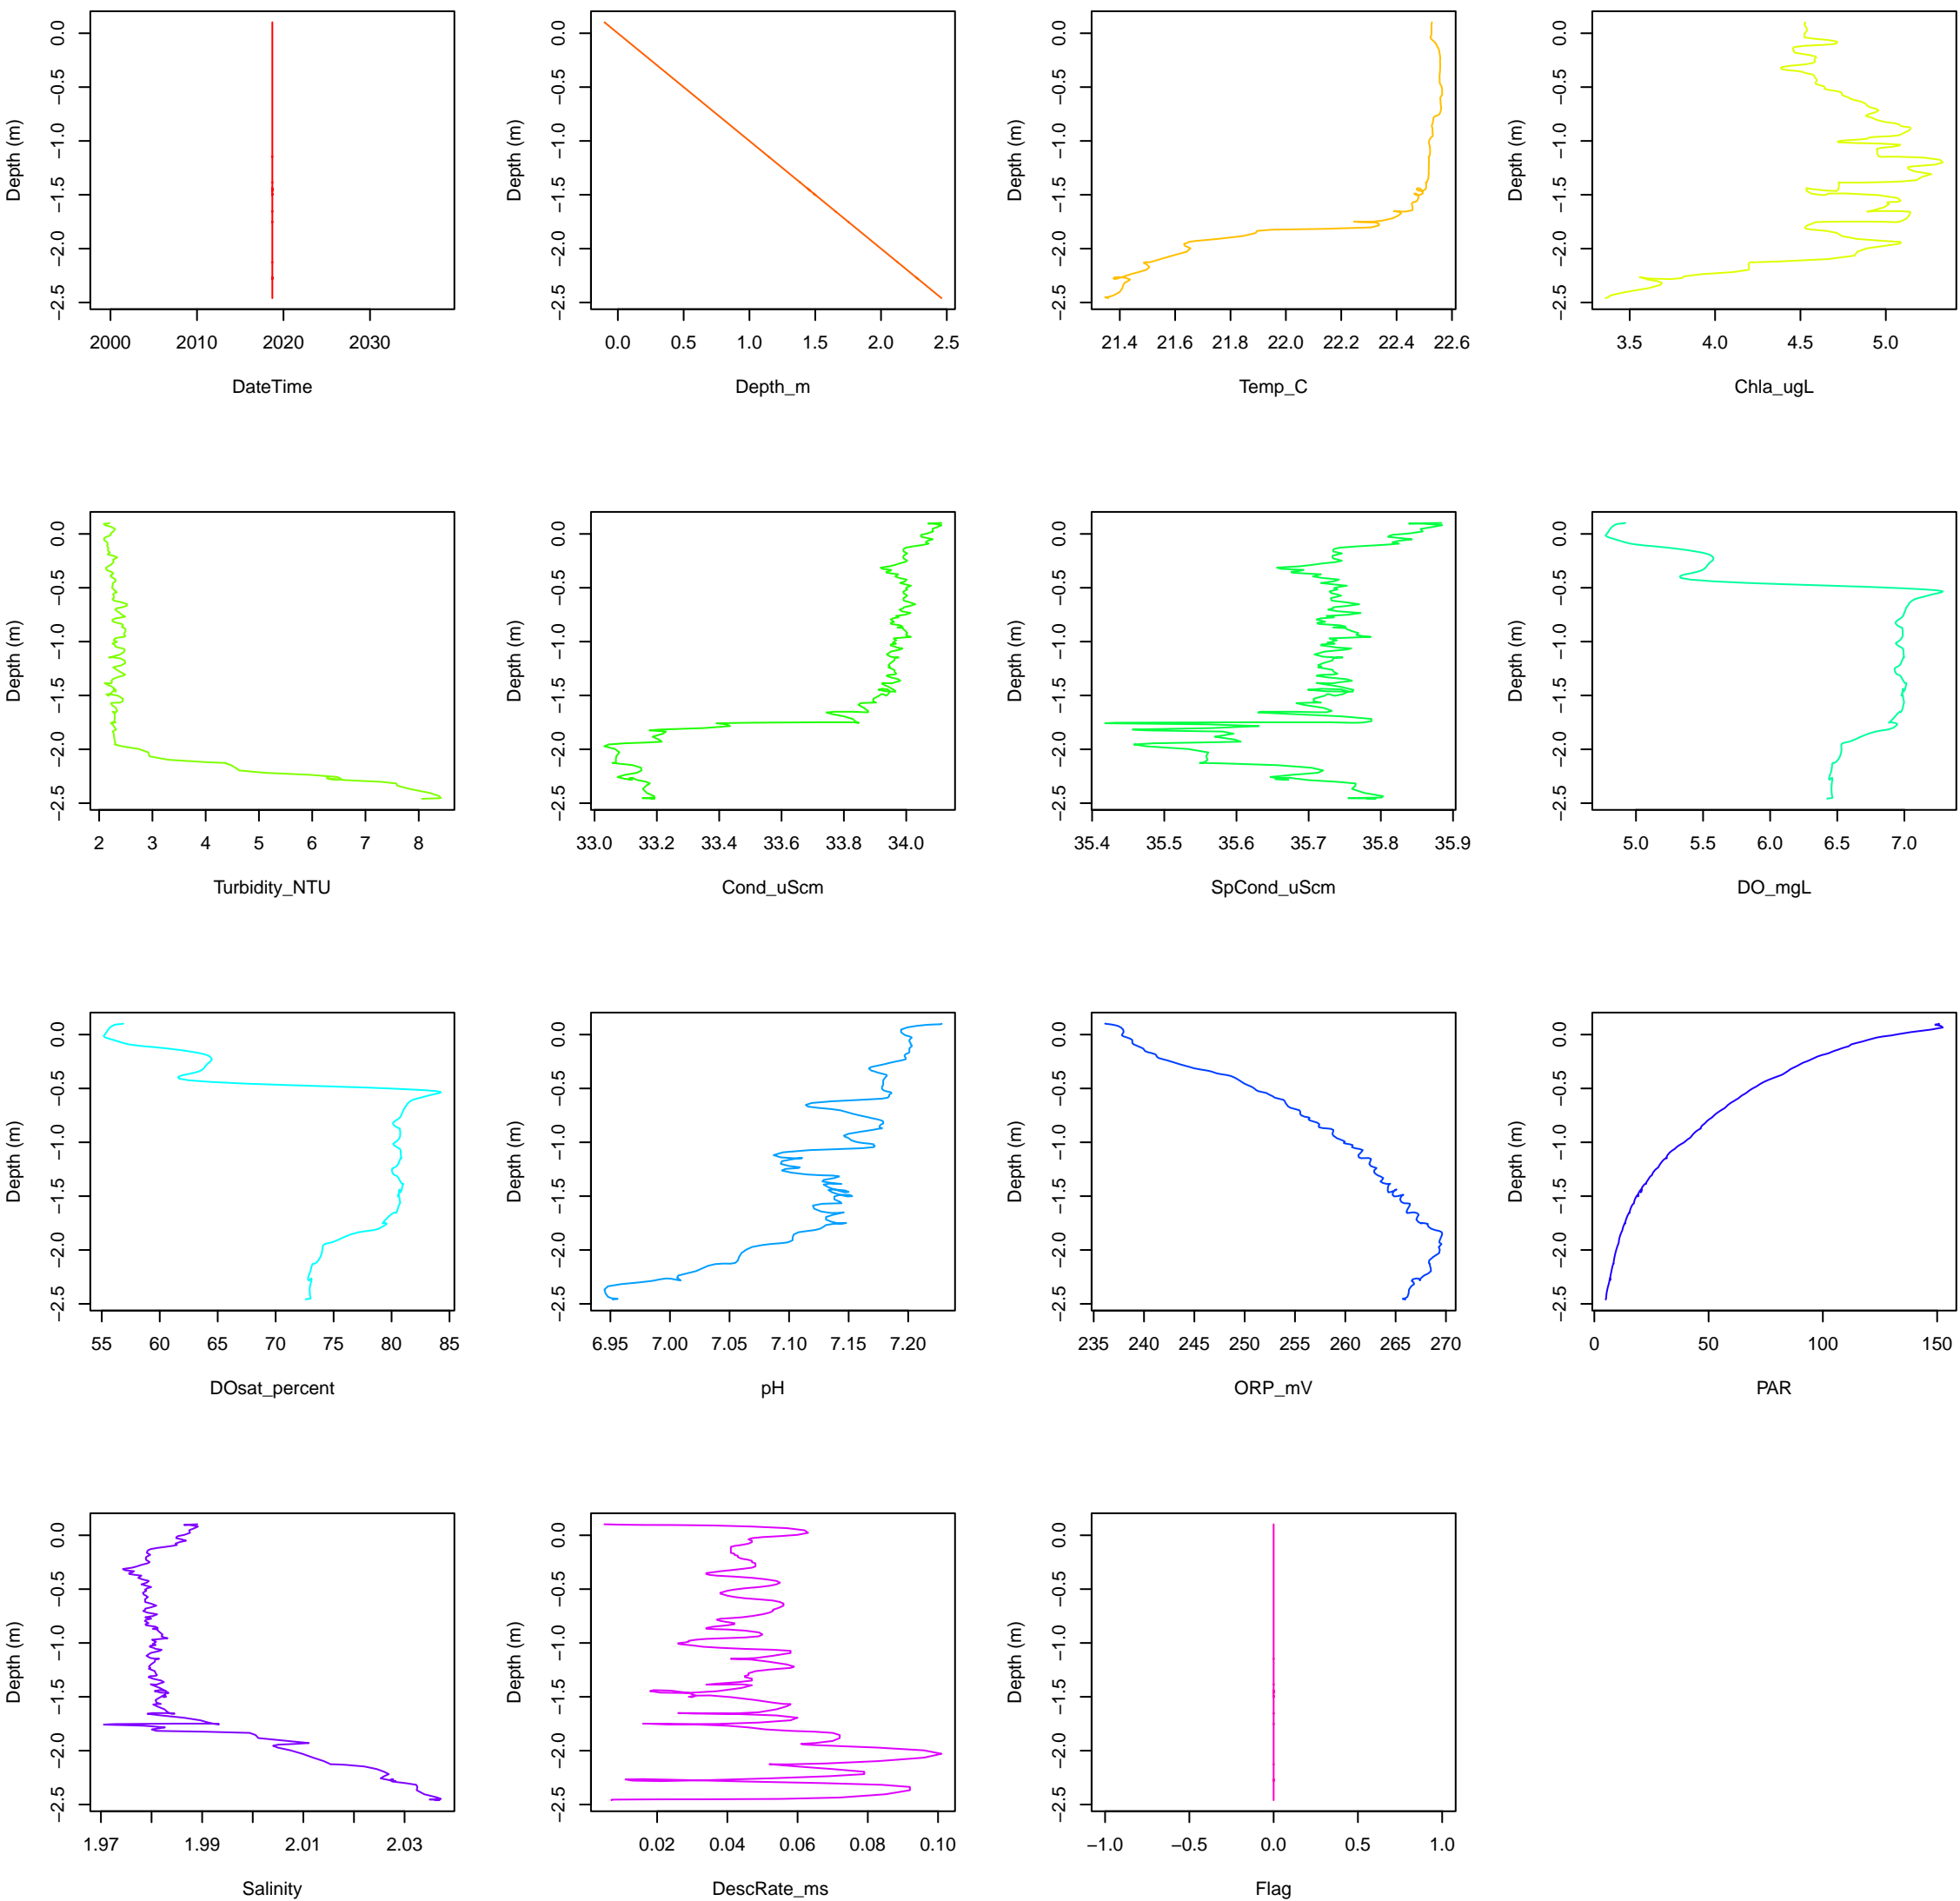 Depth (m)
0.0
−0.5
−1.0
−1.5
−2.0
−2.5
2000 2010 2020 2030
DateTime
Depth (m)
0.0
−0.5
−1.0
−1.5
−2.0
−2.5
0.0 0.5 1.0 1.5 2.0 2.5
Depth_m
Depth (m)
0.0
−0.5
−1.0
−1.5
−2.0
−2.5
21.4 21.6 21.8 22.0 22.2 22.4 22.6
Temp_C
Depth (m)
0.0
−0.5
−1.0
−1.5
−2.0
−2.5
3.5 4.0 4.5 5.0
Chla_ugL
Depth (m)
0.0
−0.5
−1.0
−1.5
−2.0
−2.5
2 3 4 5 6 7 8
Turbidity_NTU
Depth (m)
0.0
−0.5
−1.0
−1.5
−2.0
−2.5
33.0 33.2 33.4 33.6 33.8 34.0
Cond_uScm
Depth (m)
0.0
−0.5
−1.0
−1.5
−2.0
−2.5
35.4 35.5 35.6 35.7 35.8 35.9
SpCond_uScm
Depth (m)
0.0
−0.5
−1.0
−1.5
−2.0
−2.5
5.0 5.5 6.0 6.5 7.0
DO_mgL
Depth (m)
0.0
−0.5
−1.0
−1.5
−2.0
−2.5
55 60 65 70 75 80 85
DOsat_percent
Depth (m)
0.0
−0.5
−1.0
−1.5
−2.0
−2.5
6.95 7.00 7.05 7.10 7.15 7.20
pH
Depth (m)
0.0
−0.5
−1.0
−1.5
−2.0
−2.5
235 240 245 250 255 260 265 270
ORP_mV
Depth (m)
0.0
−0.5
−1.0
−1.5
−2.0
−2.5
0 50 100 150
PAR
Depth (m)
0.0
−0.5
−1.0
−1.5
−2.0
−2.5
1.97 1.99 2.01 2.03
Salinity
Depth (m)
0.0
−0.5
−1.0
−1.5
−2.0
−2.5
0.02 0.04 0.06 0.08 0.10
DescRate_ms
Depth (m)
0.0
−0.5
−1.0
−1.5
−2.0
−2.5
−1.0 −0.5 0.0 0.5 1.0
Flag